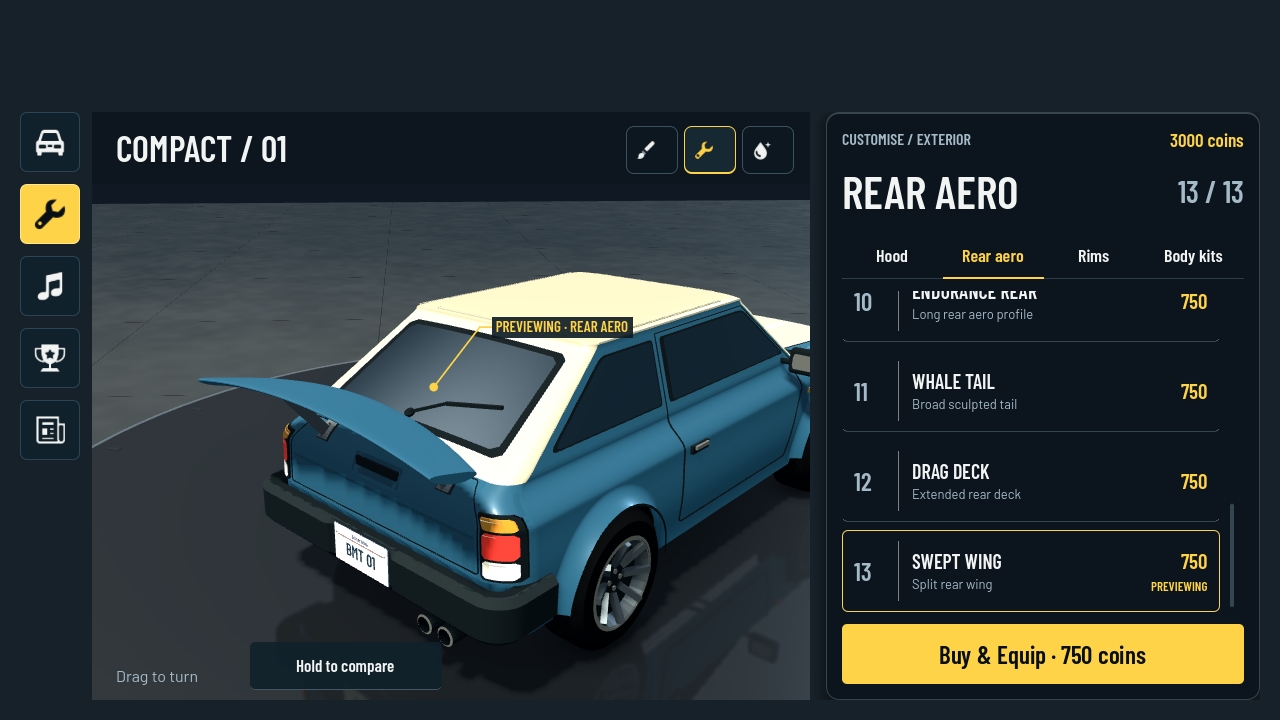 COMPACT / 01
CUSTOMISE / EXTERIOR
3000 coins
REAR AERO
13 / 13
Hood
Rear aero
Rims
Body kits
10
ENDURANCE REAR
Long rear aero profile
750
11
WHALE TAIL
Broad sculpted tail
750
12
DRAG DECK
Extended rear deck
750
13
SWEPT WING
Split rear wing
750
PREVIEWING
Buy & Equip · 750 coins
PREVIEWING · REAR AERO
BMT 01
Drag to turn
Hold to compare